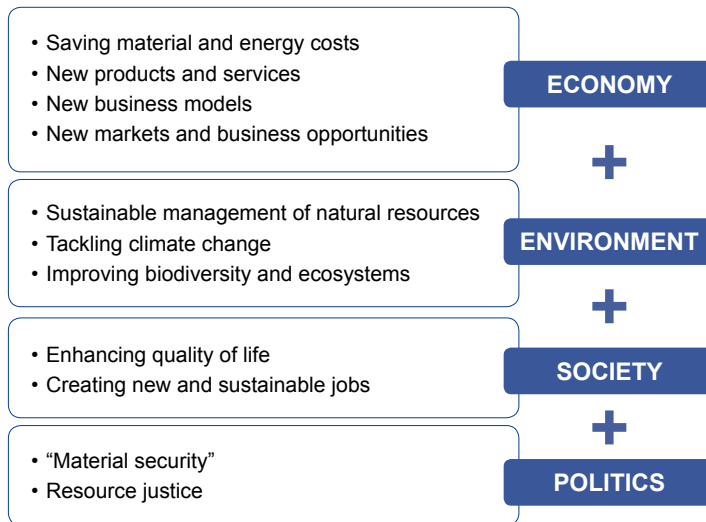 • Saving material and energy costs
• New products and services
• New business models
• New markets and business opportunities
ECONOMY
+
• Sustainable management of natural resources
• Tackling climate change
• Improving biodiversity and ecosystems
ENVIRONMENT
+
• Enhancing quality of life
• Creating new and sustainable jobs
SOCIETY
+
• “Material security”
• Resource justice
POLITICS